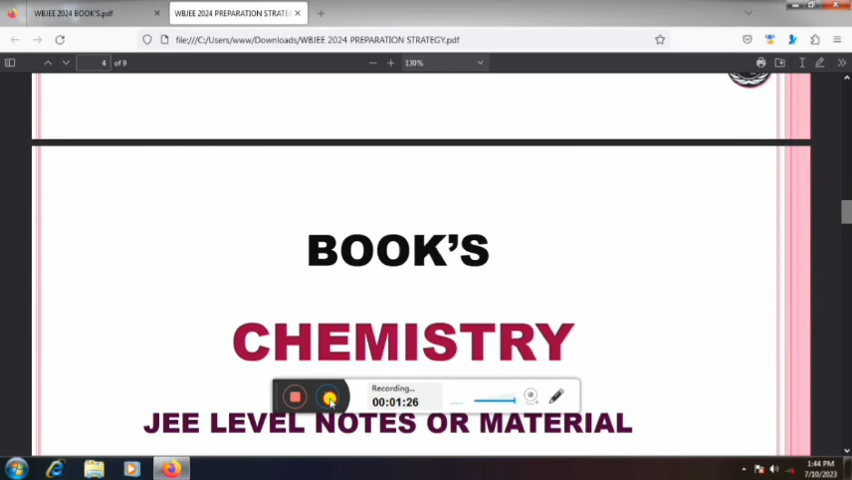 WBJEE 2024 BOOK'S.pdf
WBJEE 2024 PREPARATION STRATE
file:///C:/Users/www/Downloads/WBJEE 2024 PREPARATION STRATEGY.pdf
4 of 9
130%
BOOK'S
CHEMISTRY
Recording...
00:01:26
JEE LEVEL NOTES OR MATERIAL
1:44 PM
7/10/2023